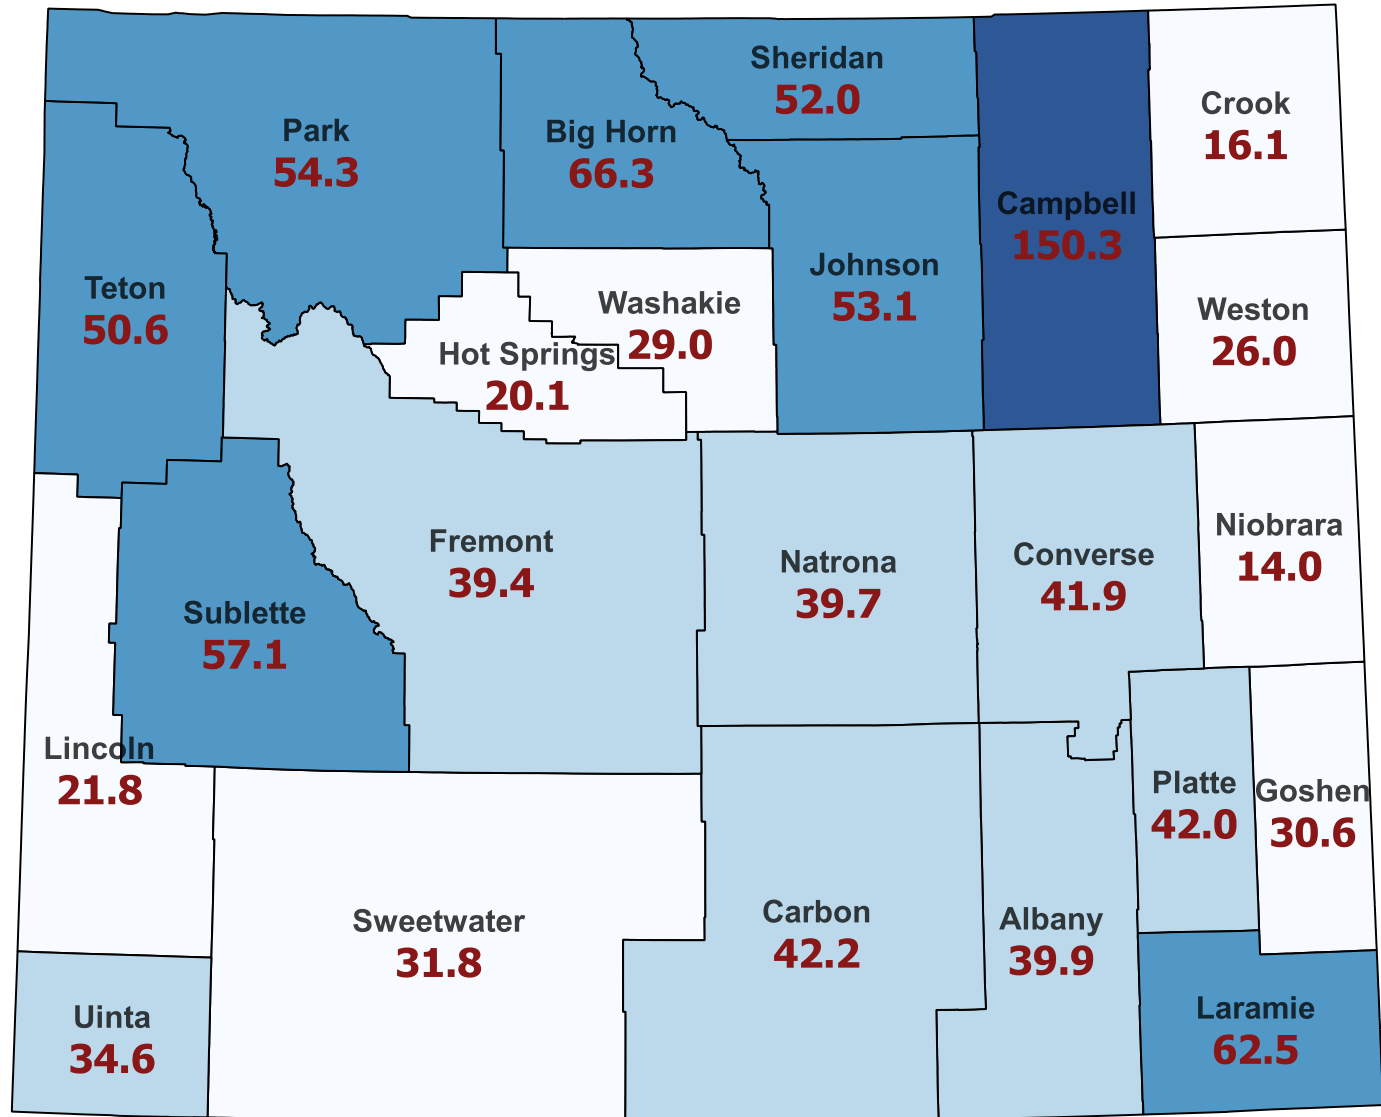 Sheridan
52.0
Crook
16.1
Park
54.3
Big Horn
66.3
Campbell
150.3
Johnson
53.1
Teton
50.6
Washakie
29.0
Weston
26.0
Hot Springs
20.1
Niobrara
14.0
Fremont
39.4
Natrona
39.7
Converse
41.9
Sublette
57.1
Lincoln
21.8
Platte
42.0
Goshen
30.6
Sweetwater
31.8
Carbon
42.2
Albany
39.9
Uinta
34.6
Laramie
62.5